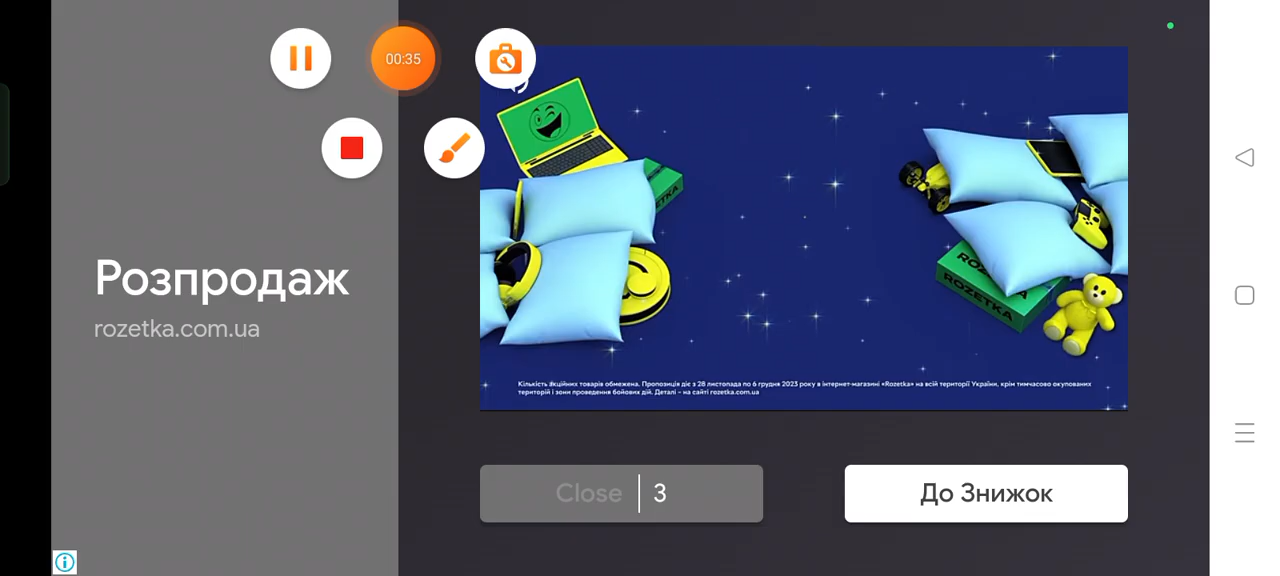 00:35
ROZETKA
Розпродаж
rozetka.com.ua
ROZETKA
Кількість акційних товарів обмежена. Пропозиція діє з 28 листопада по 6 грудня 2023 року в інтернет-магазині «Rozetka» на всій території України, крім тимчасово окупованих
територій і зони проведення бойових дій. Деталі – на сайті rozetka.com.ua
Close 3
До Знижок